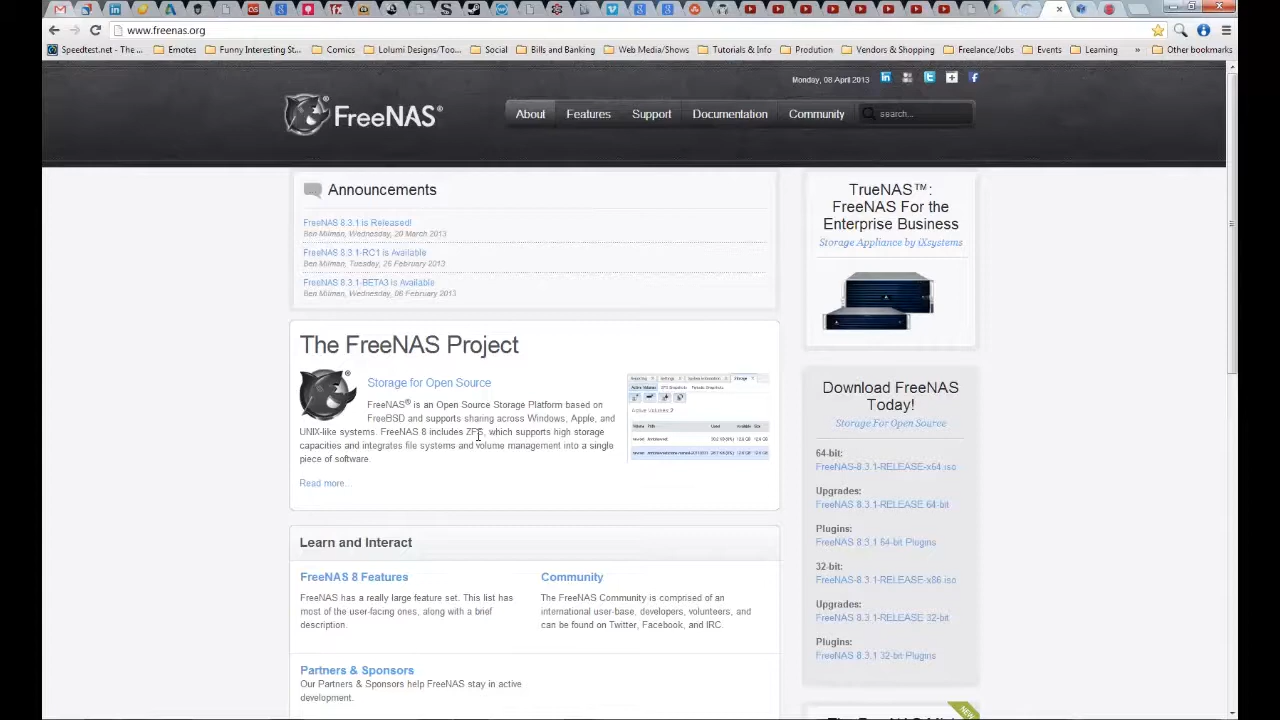 www.freenas.org
Speedtest.net - The ...
Emotes
Funny Interesting St...
Comics
Lolumi Designs/Too...
Social
Bills and Banking
Web Media/Shows
Tutorials & Info
Prodution
Vendors & Shopping
Freelance/Jobs
Events
Learning
»
Other bookmarks
Monday, 08 April 2013
FreeNAS®
About
Features
Support
Documentation
Community
search...
Announcements
FreeNAS 8.3.1 is Released!
Ben Milman, Wednesday, 20 March 2013
FreeNAS 8.3.1-RC1 is Available
Ben Milman, Tuesday, 26 February 2013
FreeNAS 8.3.1-BETA3 is Available
Ben Milman, Wednesday, 06 February 2013
The FreeNAS Project
Storage for Open Source
FreeNAS® is an Open Source Storage Platform based on
FreeBSD and supports sharing across Windows, Apple, and
UNIX-like systems. FreeNAS 8 includes ZFS, which supports high storage
capacities and integrates file systems and volume management into a single
piece of software.
Read more...
Learn and Interact
FreeNAS 8 Features
FreeNAS has a really large feature set. This list has
most of the user-facing ones, along with a brief
description.
Community
The FreeNAS Community is comprised of an
international user-base, developers, volunteers, and
can be found on Twitter, Facebook, and IRC.
Partners & Sponsors
Our Partners & Sponsors help FreeNAS stay in active
development.
TrueNAS™:
FreeNAS For the
Enterprise Business
Storage Appliance by iXsystems
Download FreeNAS
Today!
Storage For Open Source
64-bit:
FreeNAS-8.3.1-RELEASE-x64.iso
Upgrades:
FreeNAS 8.3.1-RELEASE 64-bit
Plugins:
FreeNAS 8.3.1 64-bit Plugins
32-bit:
FreeNAS-8.3.1-RELEASE-x86.iso
Upgrades:
FreeNAS 8.3.1-RELEASE 32-bit
Plugins:
FreeNAS 8.3.1 32-bit Plugins
NEW